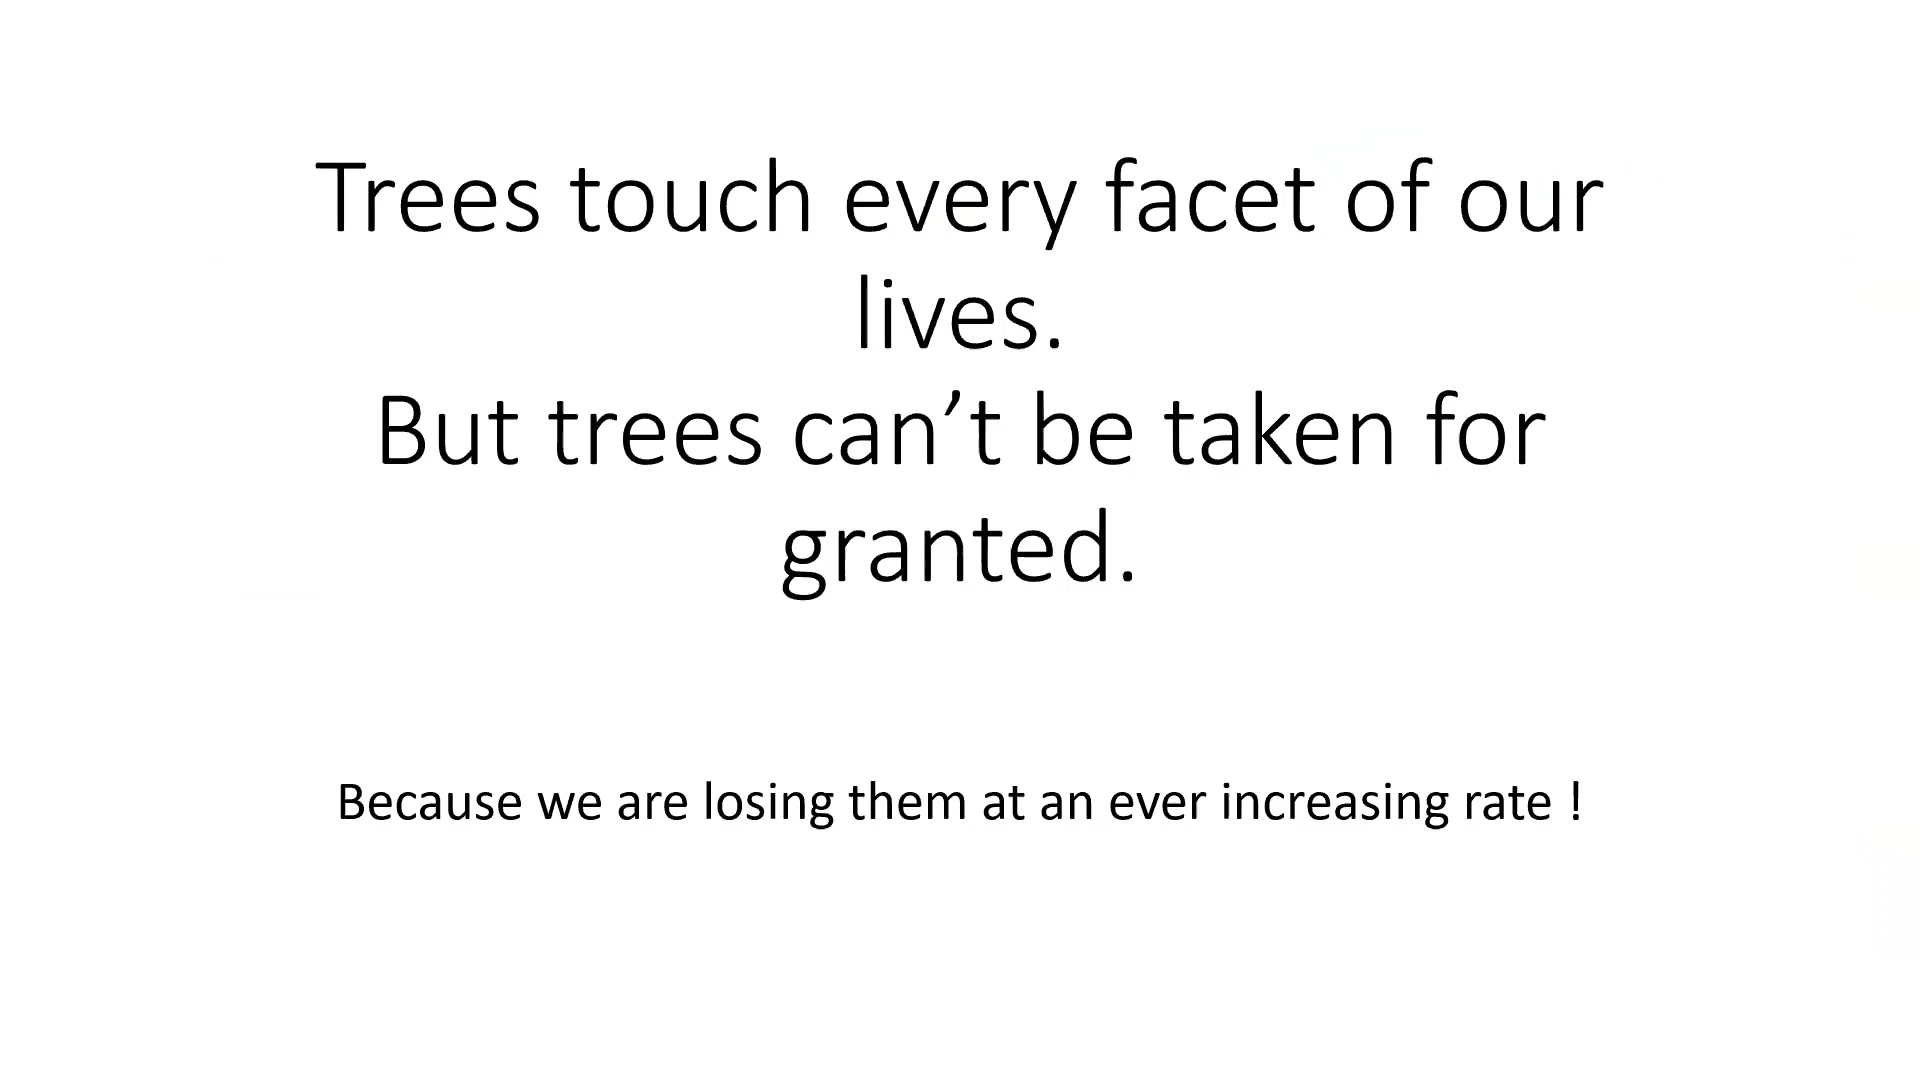 Trees touch every facet of our
lives.
But trees can’t be taken for
granted.
Because we are losing them at an ever increasing rate !